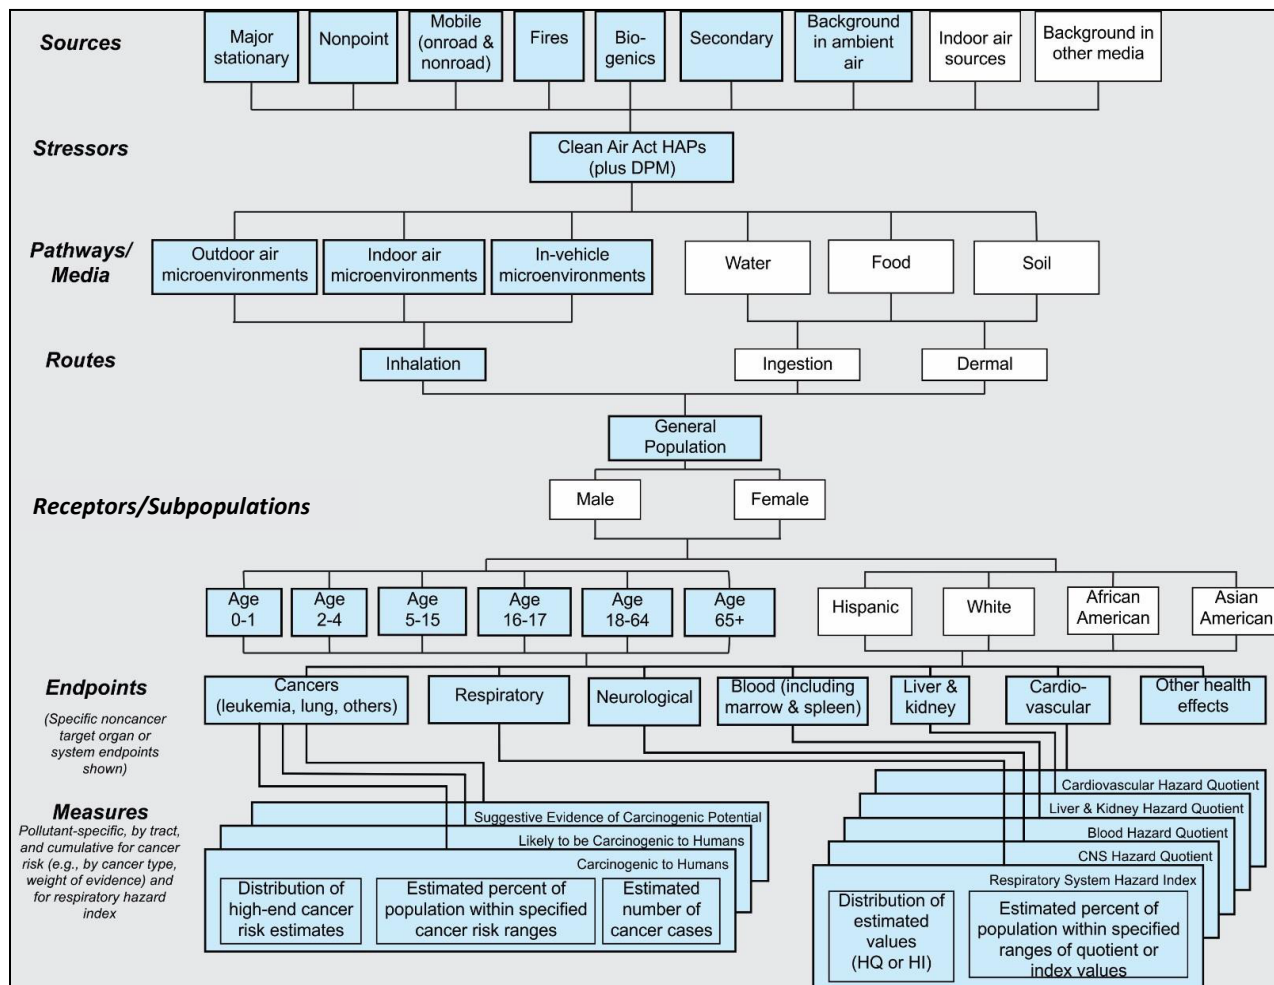 Sources
Major
stationary
Nonpoint
Mobile
(onroad &
nonroad)
Fires
Bio-
genics
Secondary
Background
in ambient
air
Indoor air
sources
Background in
other media
Stressors
Clean Air Act HAPs
(plus DPM)
Pathways/
Media
Outdoor air
microenvironments
Indoor air
microenvironments
In-vehicle
microenvironments
Water
Food
Soil
Routes
Inhalation
Ingestion
Dermal
General
Population
Receptors/Subpopulations
Male
Female
Age
0-1
Age
2-4
Age
5-15
Age
16-17
Age
18-64
Age
65+
Hispanic
White
African
American
Asian
American
Endpoints
(Specific noncancer
target organ or
system endpoints
shown)
Cancers
(leukemia, lung, others)
Respiratory
Neurological
Blood (including
marrow & spleen)
Liver &
kidney
Cardio-
vascular
Other health
effects
Measures
Pollutant-specific, by tract,
and cumulative for cancer
risk (e.g., by cancer type,
weight of evidence) and
for respiratory hazard
index
Suggestive Evidence of Carcinogenic Potential
Likely to be Carcinogenic to Humans
Carcinogenic to Humans
Distribution of
high-end cancer
risk estimates
Estimated percent of
population within specified
cancer risk ranges
Estimated
number of
cancer cases
Cardiovascular Hazard Quotient
Liver & Kidney Hazard Quotient
Blood Hazard Quotient
CNS Hazard Quotient
Respiratory System Hazard Index
Distribution of
estimated
values
(HQ or HI)
Estimated percent of
population within specified
ranges of quotient or
index values